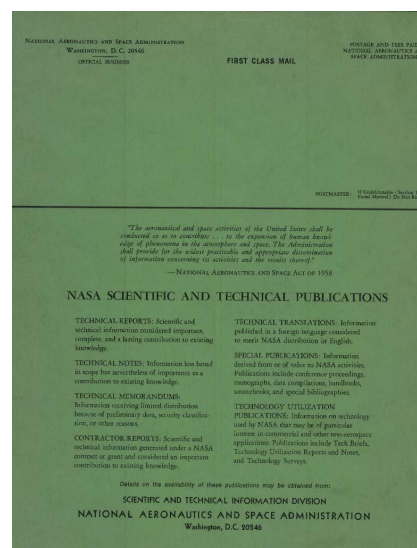 NATIONAL AERONAUTICS AND SPACE ADMINISTRATION
WASHINGTON, D.C. 20546
OFFICIAL BUSINESS
FIRST CLASS MAIL
POSTAGE AND FEES PAID
NATIONAL AERONAUTICS
SPACE ADMINISTRATION
POSTMASTER: If Undeliverable (Section
Postal Manual) Do Not
"The aeronautical and space activities of the United States shall be
conducted so as to contribute . . . to the expansion of human knowl-
edge of phenomena in the atmosphere and space. The Administration
shall provide for the widest practicable and appropriate dissemination
of information concerning its activities and the results thereof."
— NATIONAL AERONAUTICS AND SPACE ACT OF 1958
NASA SCIENTIFIC AND TECHNICAL PUBLICATIONS
TECHNICAL REPORTS: Scientific and
technical information considered important,
complete, and a lasting contribution to existing
knowledge.
TECHNICAL NOTES: Information less broad
in scope but nevertheless of importance as a
contribution to existing knowledge.
TECHNICAL MEMORANDUMS:
Information receiving limited distribution
because of preliminary data, security classifica-
tion, or other reasons.
CONTRACTOR REPORTS: Scientific and
technical information generated under a NASA
contract or grant and considered an important
contribution to existing knowledge.
TECHNICAL TRANSLATIONS: Information
published in a foreign language considered
to merit NASA distribution in English.
SPECIAL PUBLICATIONS: Information
derived from or of value to NASA activities.
Publications include conference proceedings,
monographs, data compilations, handbooks,
sourcebooks, and special bibliographies.
TECHNOLOGY UTILIZATION
PUBLICATIONS: Information on technology
used by NASA that may be of particular
interest in commercial and other non-aerospace
applications. Publications include Tech Briefs,
Technology Utilization Reports and Notes,
and Technology Surveys.
Details on the availability of these publications may be obtained from:
SCIENTIFIC AND TECHNICAL INFORMATION DIVISION
NATIONAL AERONAUTICS AND SPACE ADMINISTRATION
Washington, D.C. 20546